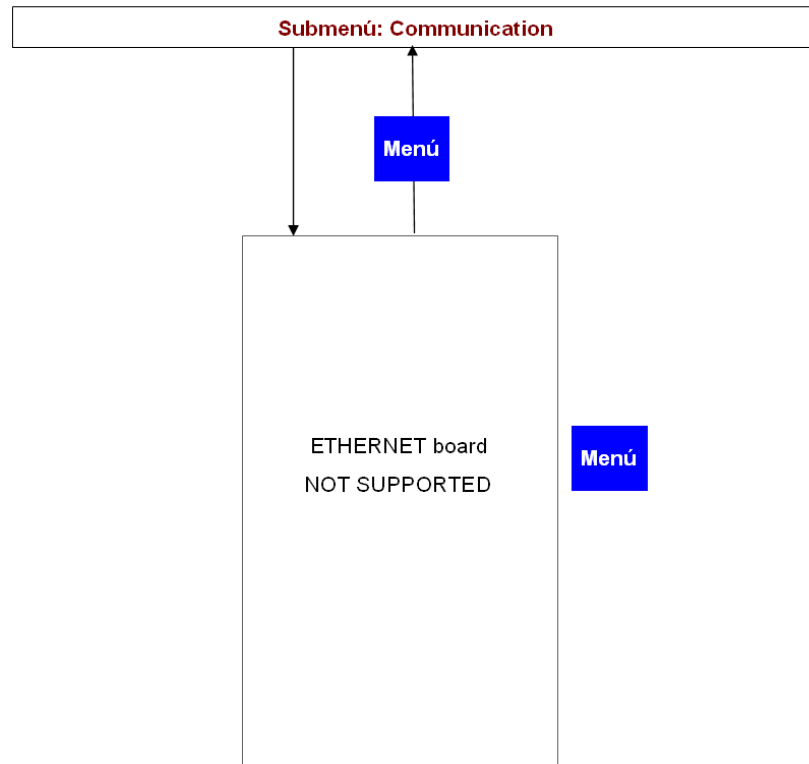 Submenú: Communication
Menú
ETHERNET board
NOT SUPPORTED
Menú